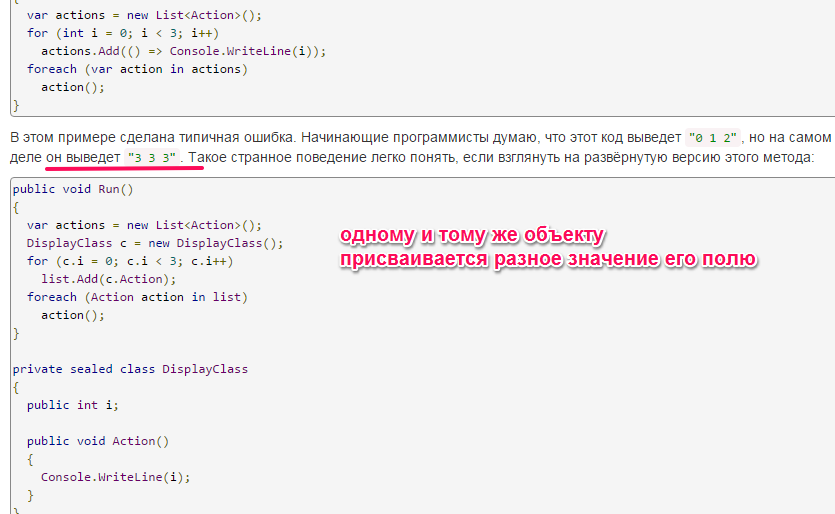 {
var actions = new List<Action>();
for (int i = 0; i < 3; i++)
actions.Add(() => Console.WriteLine(i));
foreach (var action in actions)
action();
}
В этом примере сделана типичная ошибка. Начинающие программисты думаю, что этот код выведет "0 1 2", но на самом
деле он выведет "3 3 3". Такое странное поведение легко понять, если взглянуть на развёрнутую версию этого метода:
public void Run()
{
var actions = new List<Action>();
DisplayClass c = new DisplayClass();
for (c.i = 0; c.i < 3; c.i++)
list.Add(c.Action);
foreach (Action action in list)
action();
}
одному и тому же объекту
присваивается разное значение его полю
private sealed class DisplayClass
{
public int i;
public void Action()
{
Console.WriteLine(i);
}
}